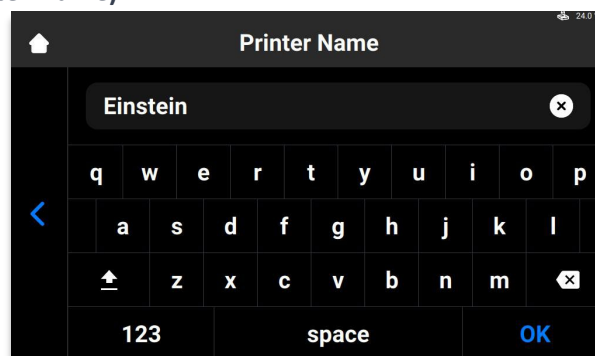 24.0
Printer Name
Einstein
q w e r t y u i o p
a s d f g h j k l
z x c v b n m
123 space OK